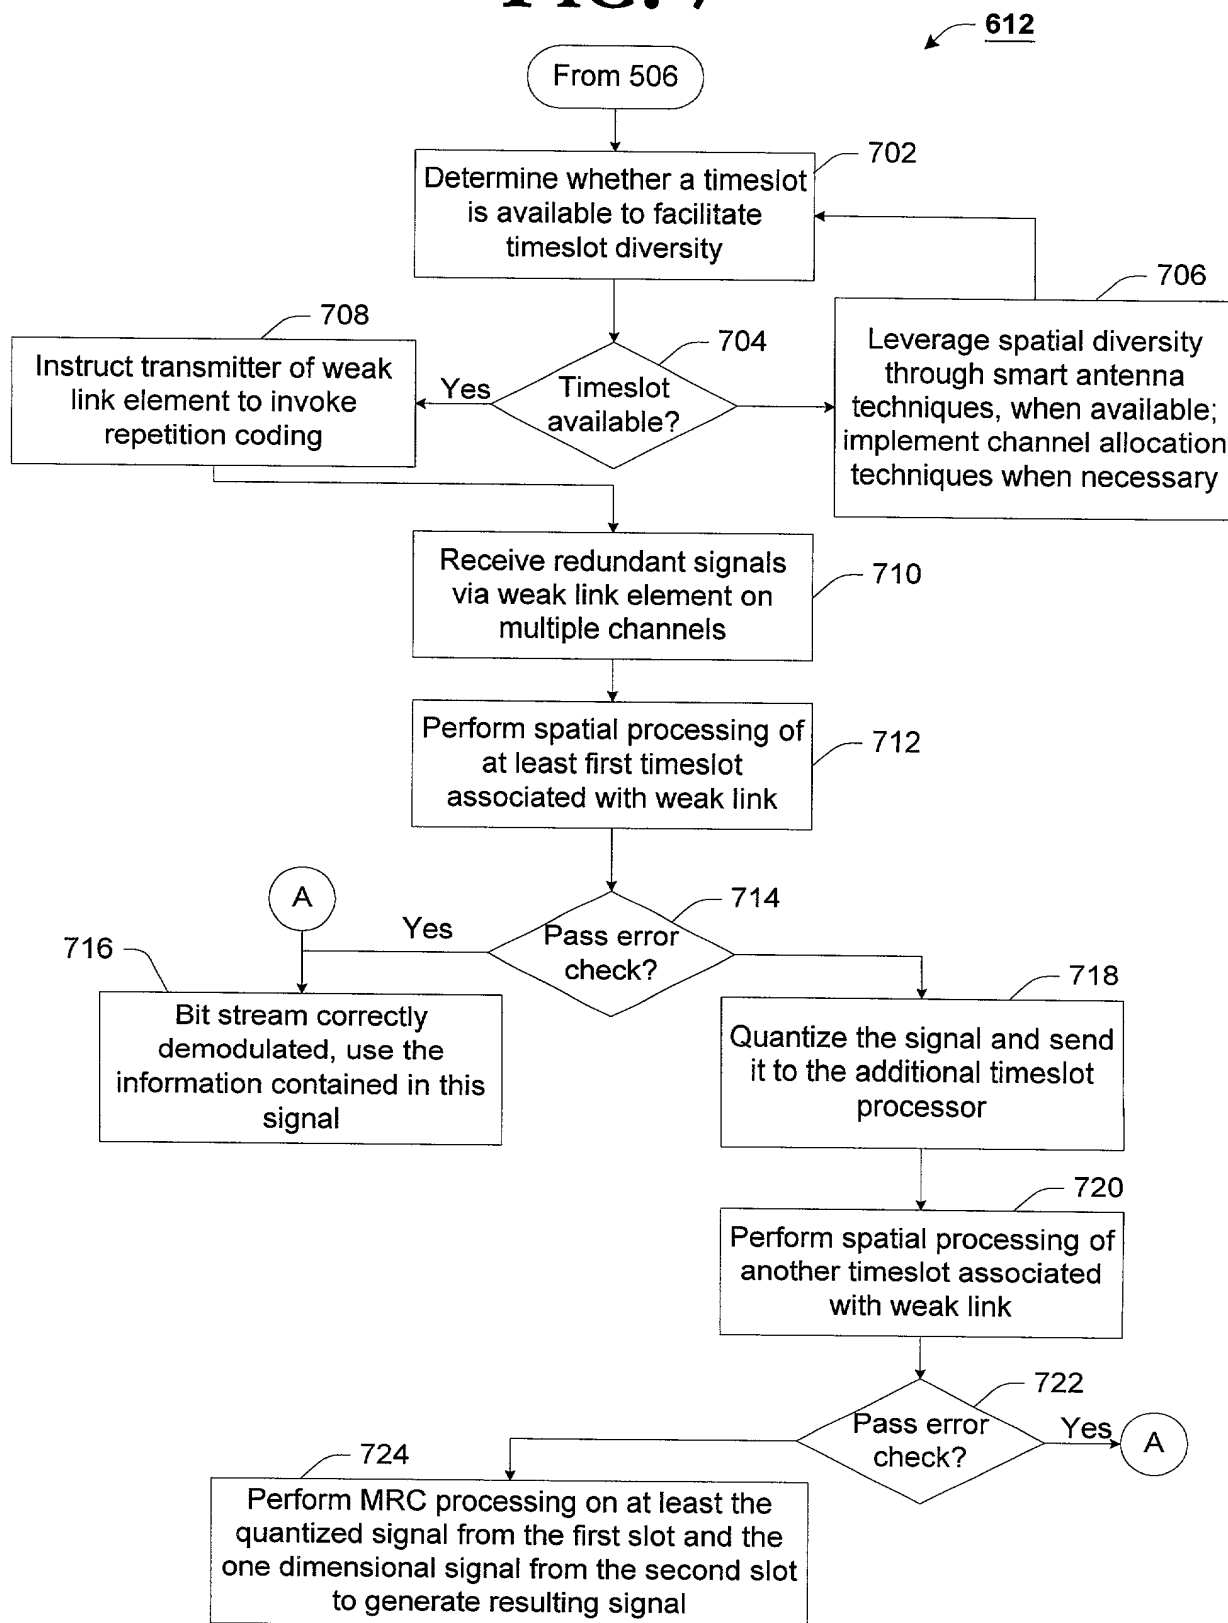 FIG. 7
612
From 506
702
Determine whether a timeslot
is available to facilitate
timeslot diversity
706
Leverage spatial diversity
through smart antenna
techniques, when available;
implement channel allocation
techniques when necessary
708
Instruct transmitter of weak
link element to invoke
repetition coding
Yes
704
Timeslot
available?
Receive redundant signals
via weak link element on
multiple channels
710
Perform spatial processing of
at least first timeslot
associated with weak link
712
A
Yes
714
Pass error
check?
716
Bit stream correctly
demodulated, use the
information contained in this
signal
718
Quantize the signal and send
it to the additional timeslot
processor
720
Perform spatial processing of
another timeslot associated
with weak link
722
Pass error
check?
Yes
A
724
Perform MRC processing on at least the
quantized signal from the first slot and the
one dimensional signal from the second slot
to generate resulting signal